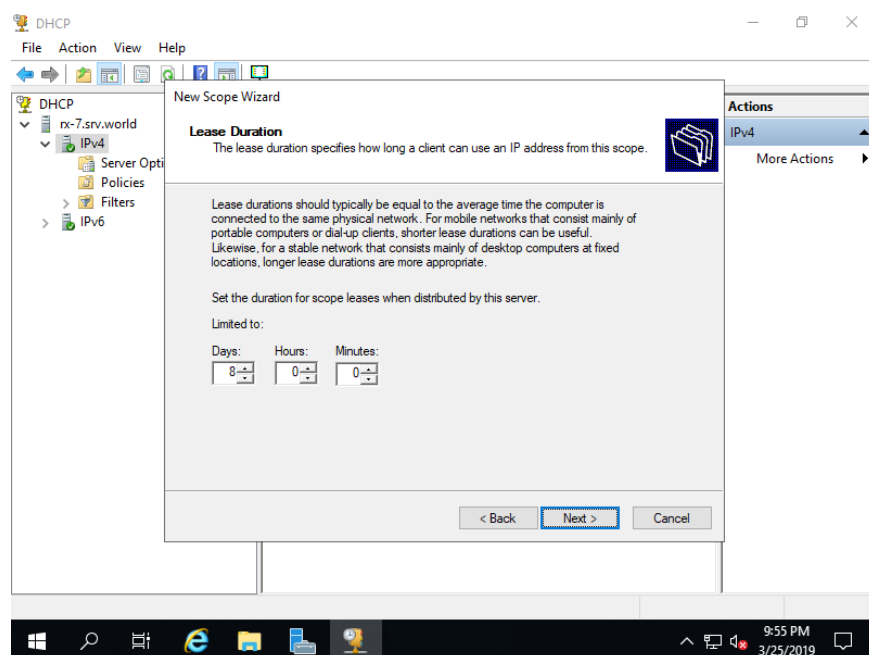 DHCP
File Action View Help
DHCP
rx-7.srv.world
IPv4
Server Opti
Policies
Filters
IPv6
New Scope Wizard
Lease Duration
The lease duration specifies how long a client can use an IP address from this scope.
Lease durations should typically be equal to the average time the computer is
connected to the same physical network. For mobile networks that consist mainly of
portable computers or dial-up clients, shorter lease durations can be useful.
Likewise, for a stable network that consists mainly of desktop computers at fixed
locations, longer lease durations are more appropriate.
Set the duration for scope leases when distributed by this server.
Limited to:
Days: Hours: Minutes:
8 0 0
< Back Next > Cancel
Actions
IPv4
More Actions
9:55 PM
3/25/2019